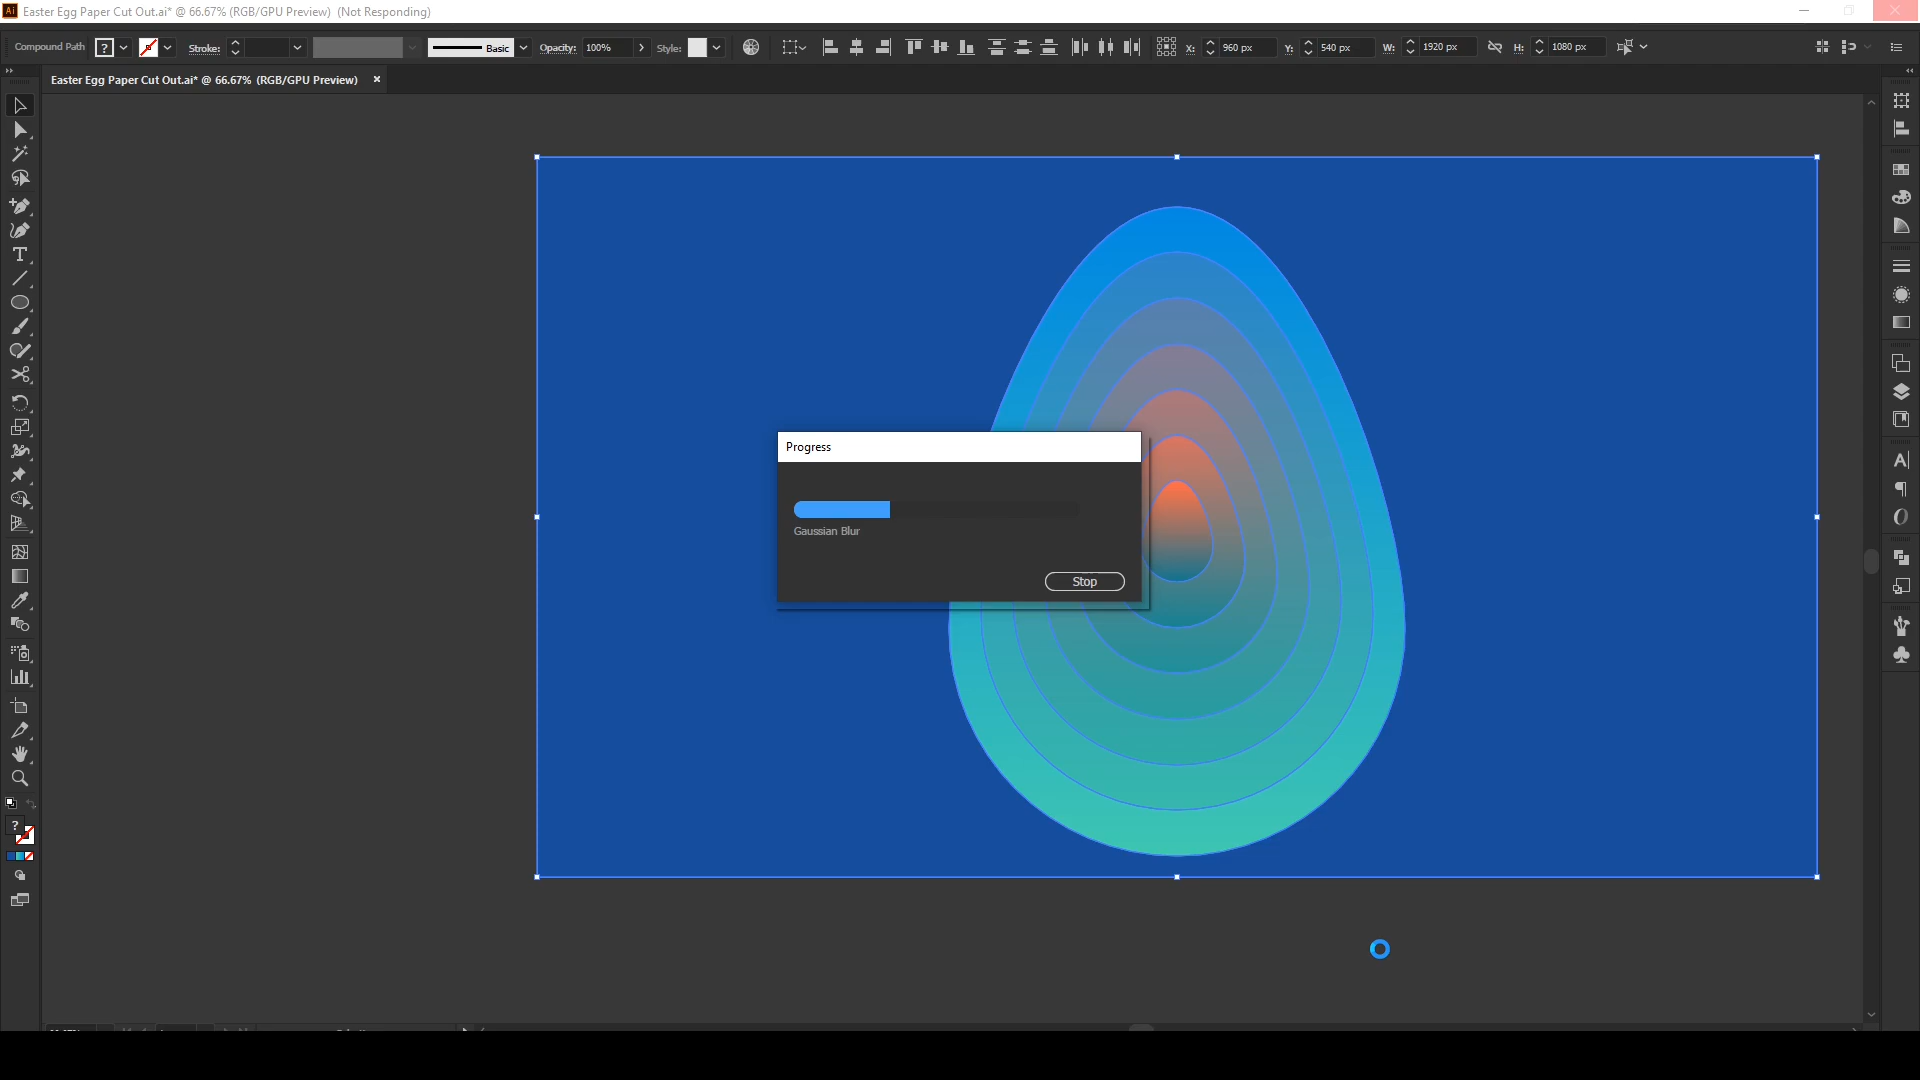 Ai Easter Egg Paper Cut Out.ai* @ 66.67% (RGB/GPU Preview) (Not Responding)
Compound Path ? Stroke: Basic Opacity: 100% Style: X: 960 px Y: 540 px W: 1920 px H: 1080 px
Easter Egg Paper Cut Out.ai* @ 66.67% (RGB/GPU Preview) ×
Progress
Gaussian Blur
Stop
?